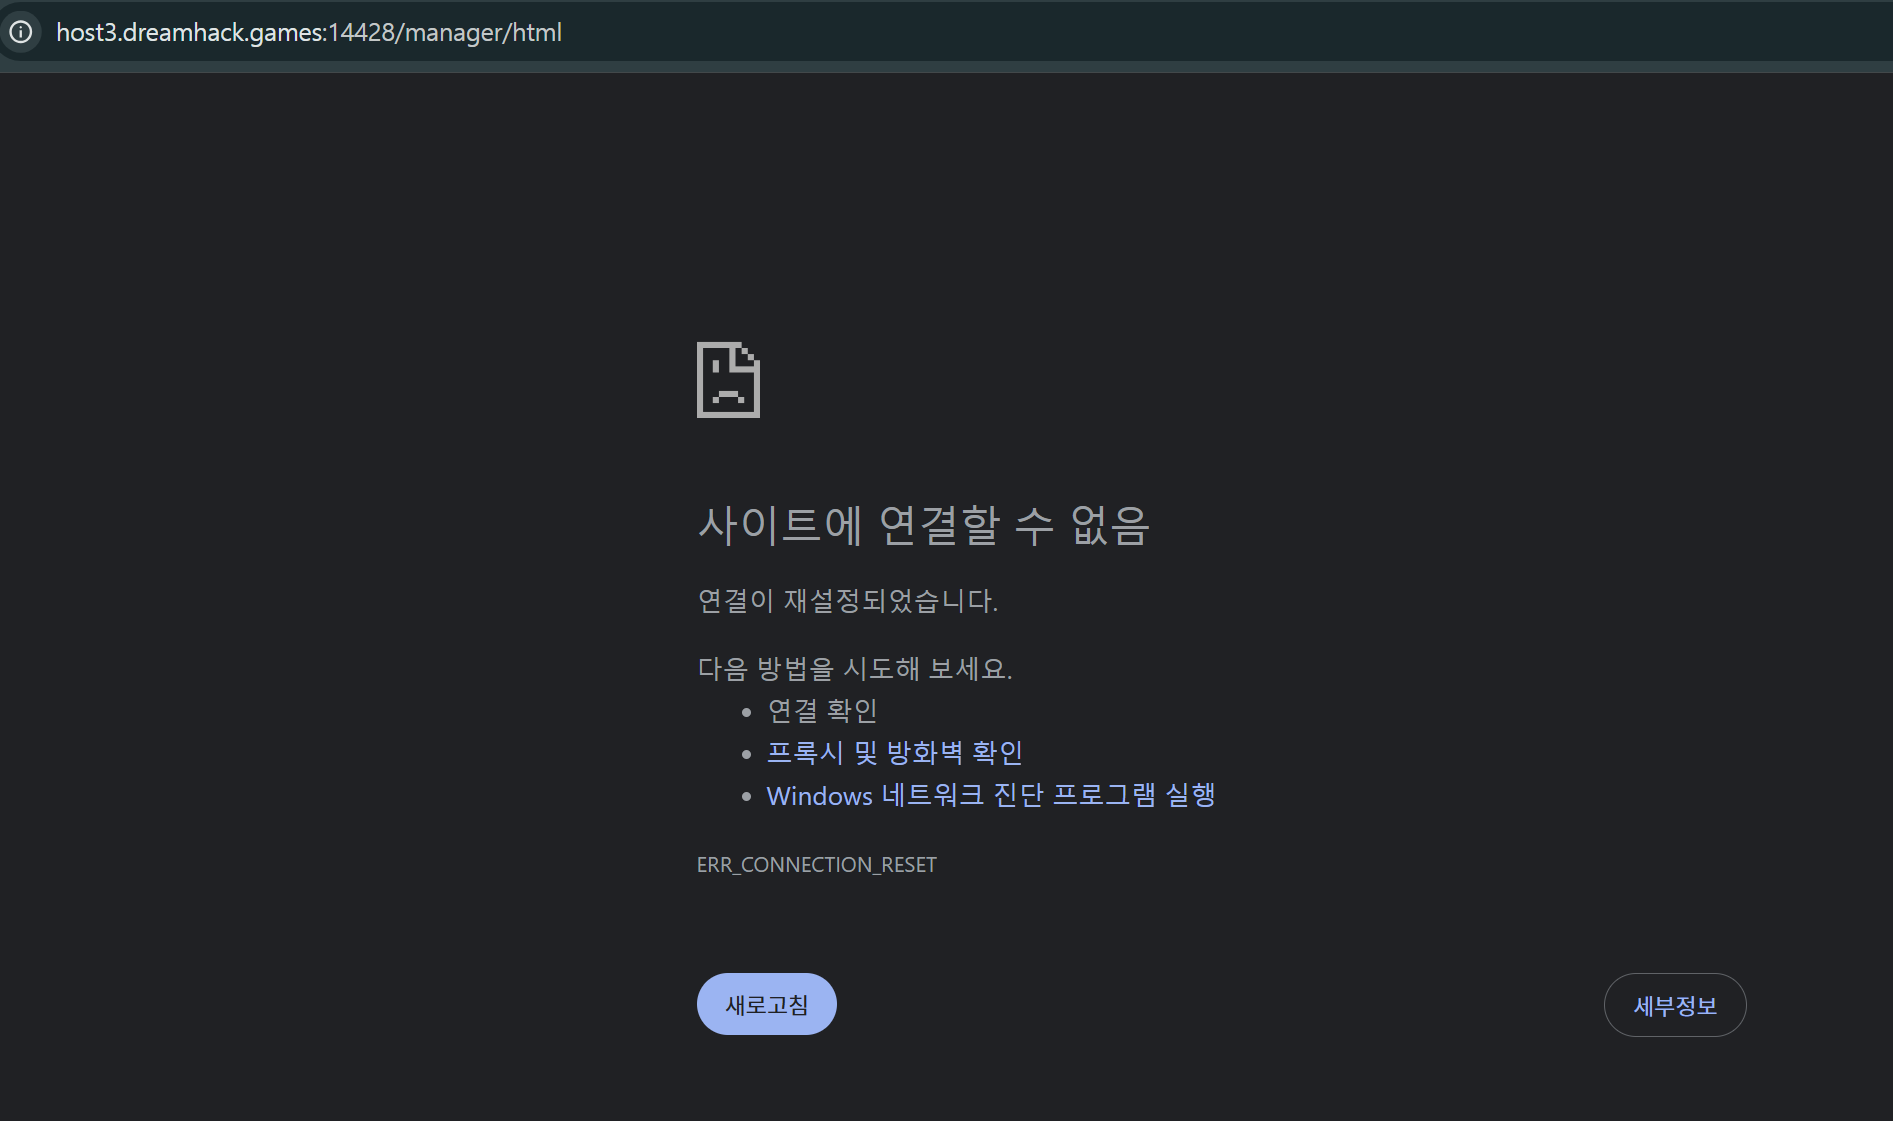 host3.dreamhack.games:14428/manager/html
사이트에 연결할 수 없음
연결이 재설정되었습니다.
다음 방법을 시도해 보세요.
연결 확인
프록시 및 방화벽 확인
Windows 네트워크 진단 프로그램 실행
ERR_CONNECTION_RESET
새로고침
세부정보